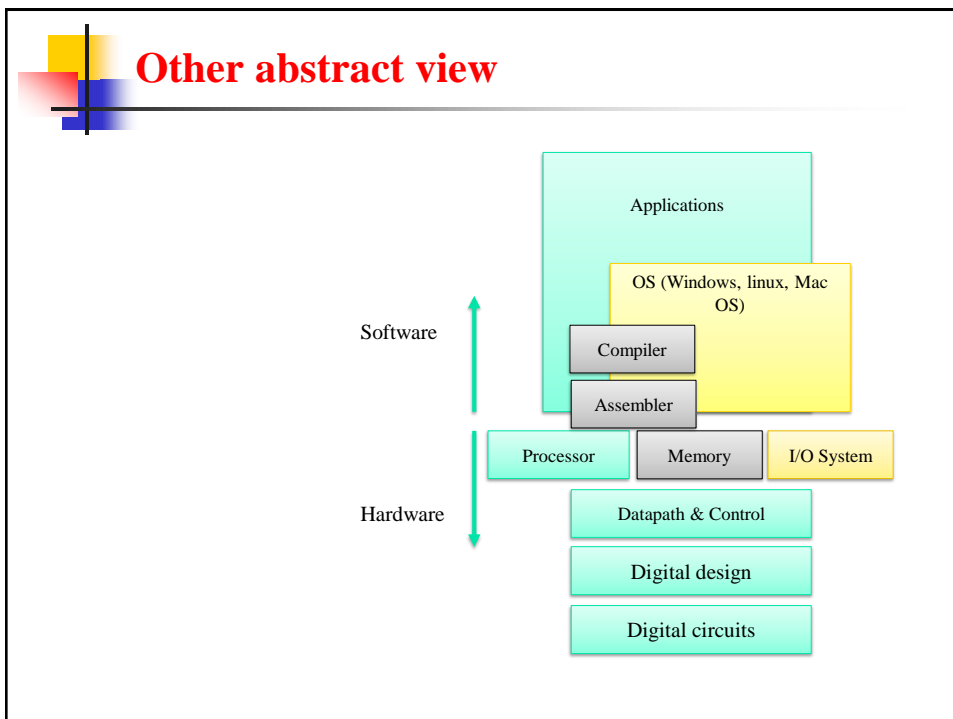 Other abstract view
Applications
OS (Windows, linux, Mac
OS)
Software
Compiler
Assembler
Processor
Memory
I/O System
Hardware
Datapath & Control
Digital design
Digital circuits